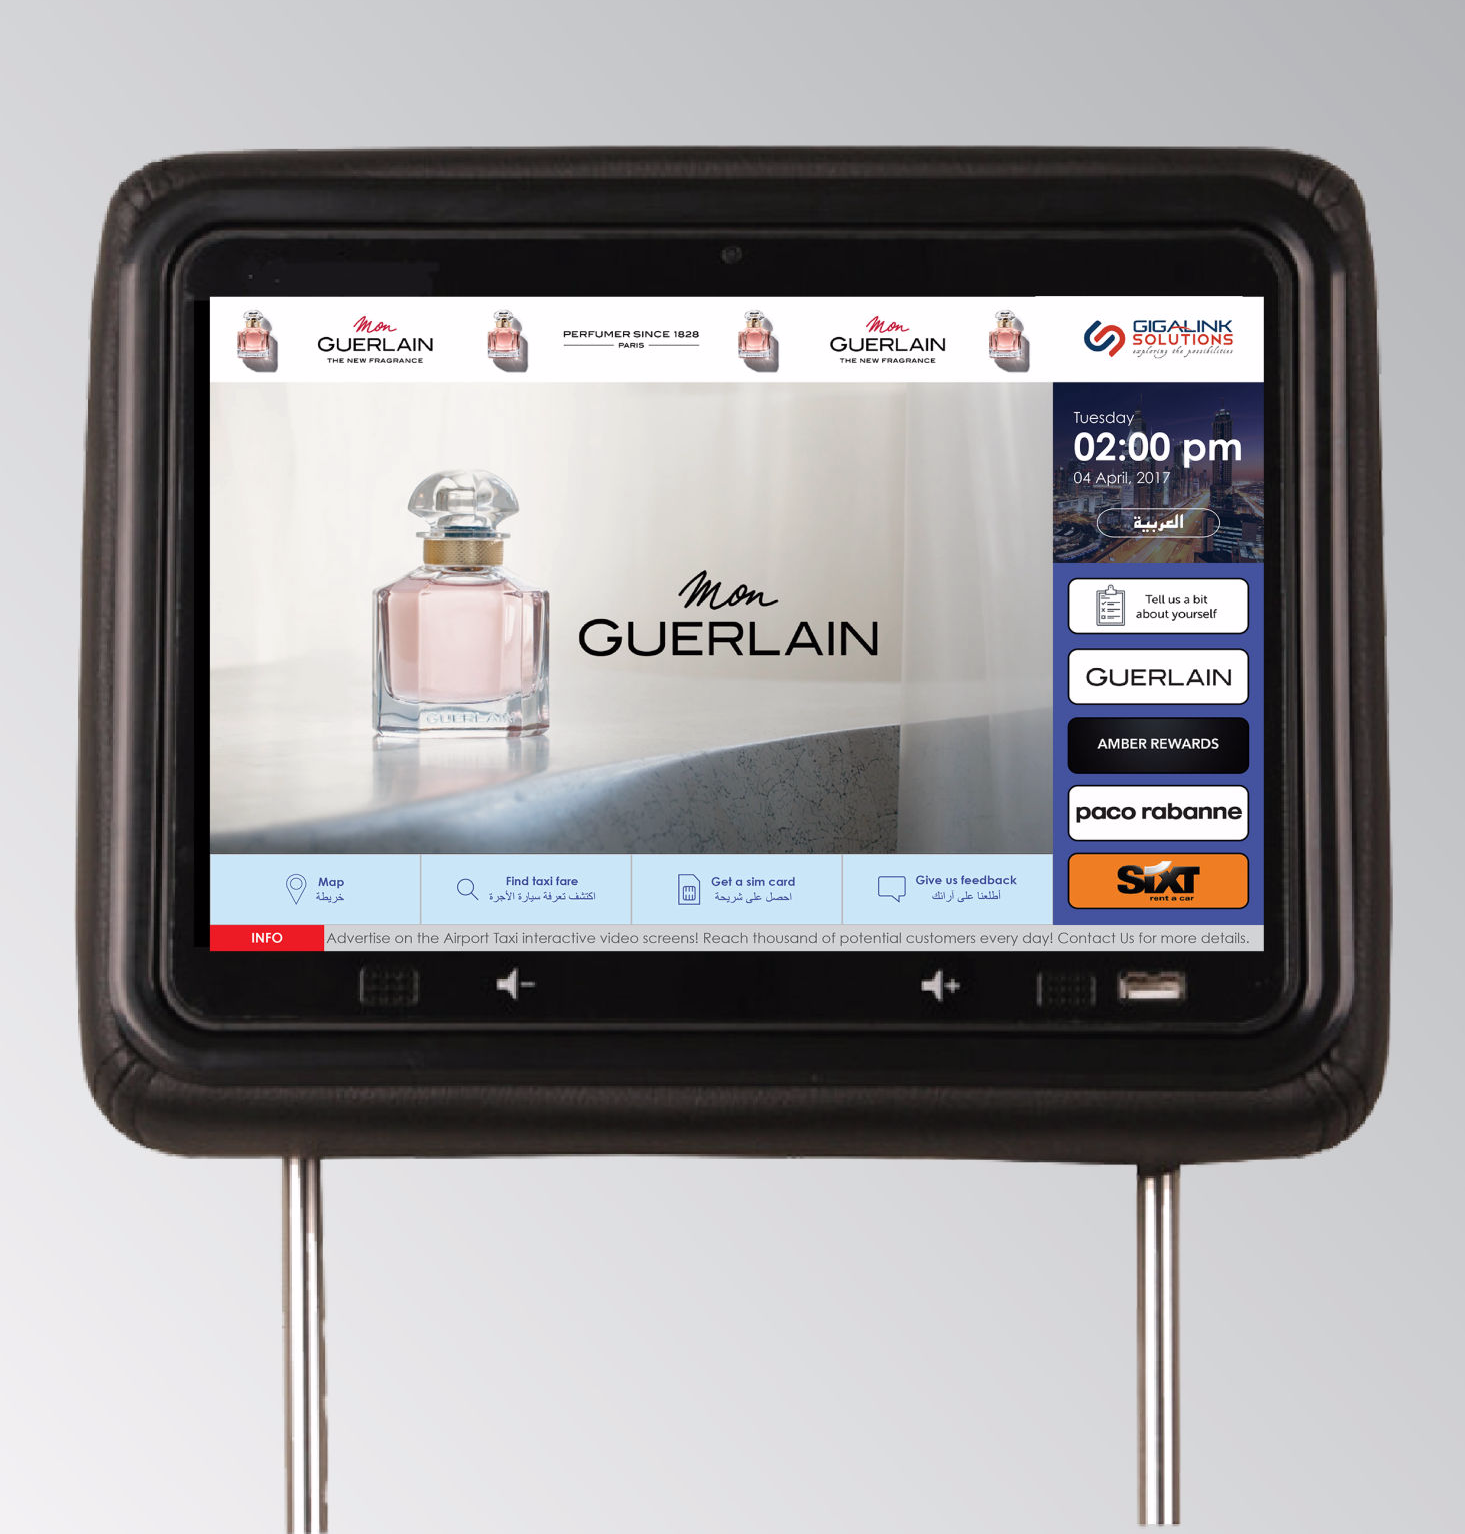 Mon
GUERLAIN
THE NEW FRAGRANCE
PERFUMER SINCE 1828
PARIS
Mon
GUERLAIN
THE NEW FRAGRANCE
GIGALINK
SOLUTIONS
exploring the possibilities
Tuesday
02:00 pm
04 April, 2017
العربية
Mon
GUERLAIN
GUERLAIN
Tell us a bit
about yourself
GUERLAIN
AMBER REWARDS
paco rabanne
SIXT
rent a car
Map
خريطة
Find taxi fare
اكتشف تعرفة سيارة الأجرة
Get a sim card
احصل على شريحة
Give us feedback
أطلعنا على آرائك
INFO
Advertise on the Airport Taxi interactive video screens! Reach thousand of potential customers every day! Contact Us for more details.